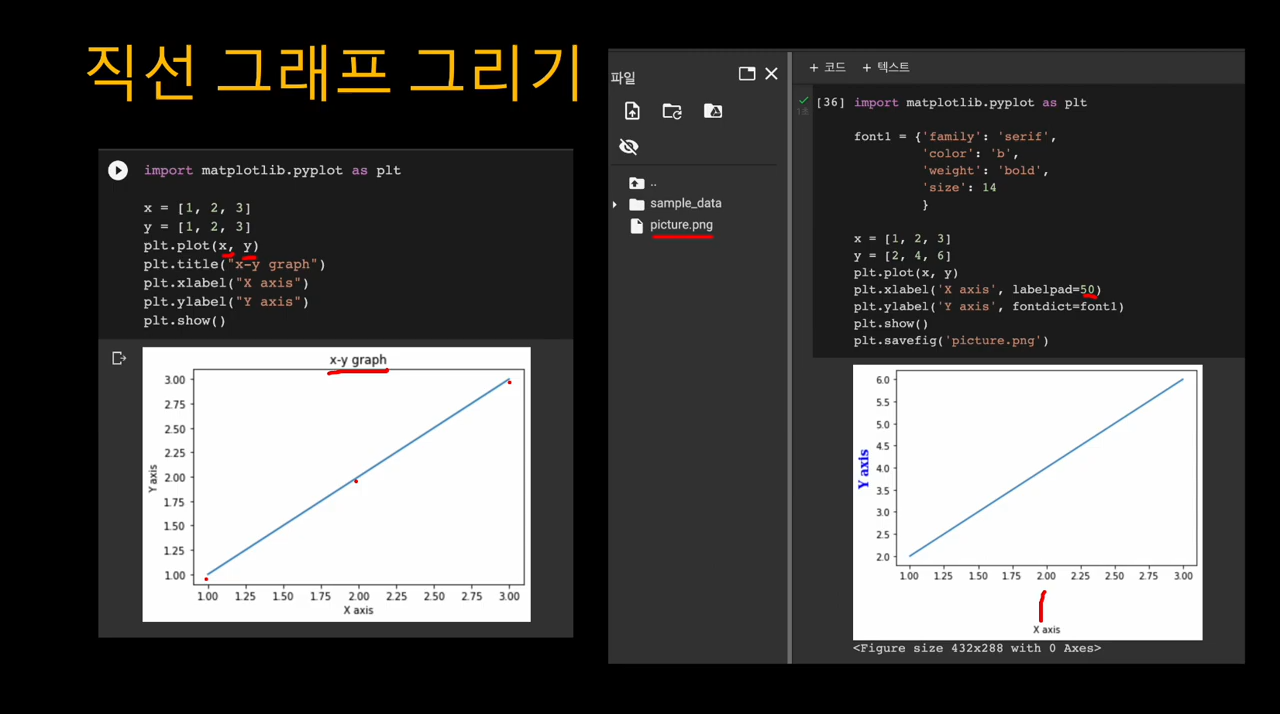 직선 그래프 그리기
import matplotlib.pyplot as plt
x = [1, 2, 3]
y = [1, 2, 3]
plt.plot(x, y)
plt.title("x-y graph")
plt.xlabel("X axis")
plt.ylabel("Y axis")
plt.show()
x-y graph
3.00
2.75
2.50
2.25
2.00
1.75
1.50
1.25
1.00
Y axis
1.00 1.25 1.50 1.75 2.00 2.25 2.50 2.75 3.00
X axis
파일
..
sample_data
picture.png
+ 코드 + 텍스트
[36] import matplotlib.pyplot as plt
font1 = {'family': 'serif',
'color': 'b',
'weight': 'bold',
'size': 14
}
x = [1, 2, 3]
y = [2, 4, 6]
plt.plot(x, y)
plt.xlabel('X axis', labelpad=50)
plt.ylabel('Y axis', fontdict=font1)
plt.show()
plt.savefig('picture.png')
6.0
5.5
5.0
4.5
4.0
3.5
3.0
2.5
2.0
Y axis
1.00 1.25 1.50 1.75 2.00 2.25 2.50 2.75 3.00
X axis
<Figure size 432x288 with 0 Axes>